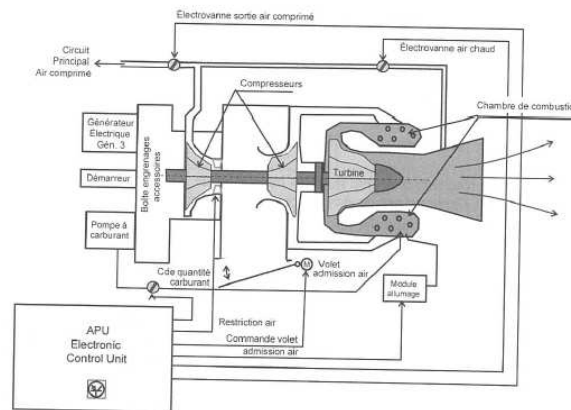 Électrovanne sortie air comprimé
Circuit
Principal
Air comprimé
Électrovanne air chaud
Compresseurs
Chambre de combustio
Générateur
Électrique
Gén. 3
Boîte engrenages
accessoires
Démarreur
Turbine
Pompe à
carburant
Cde quantité
carburant
Volet
admission air
M
Module
allumage
Restriction air
Commande volet
admission air
APU
Electronic
Control Unit